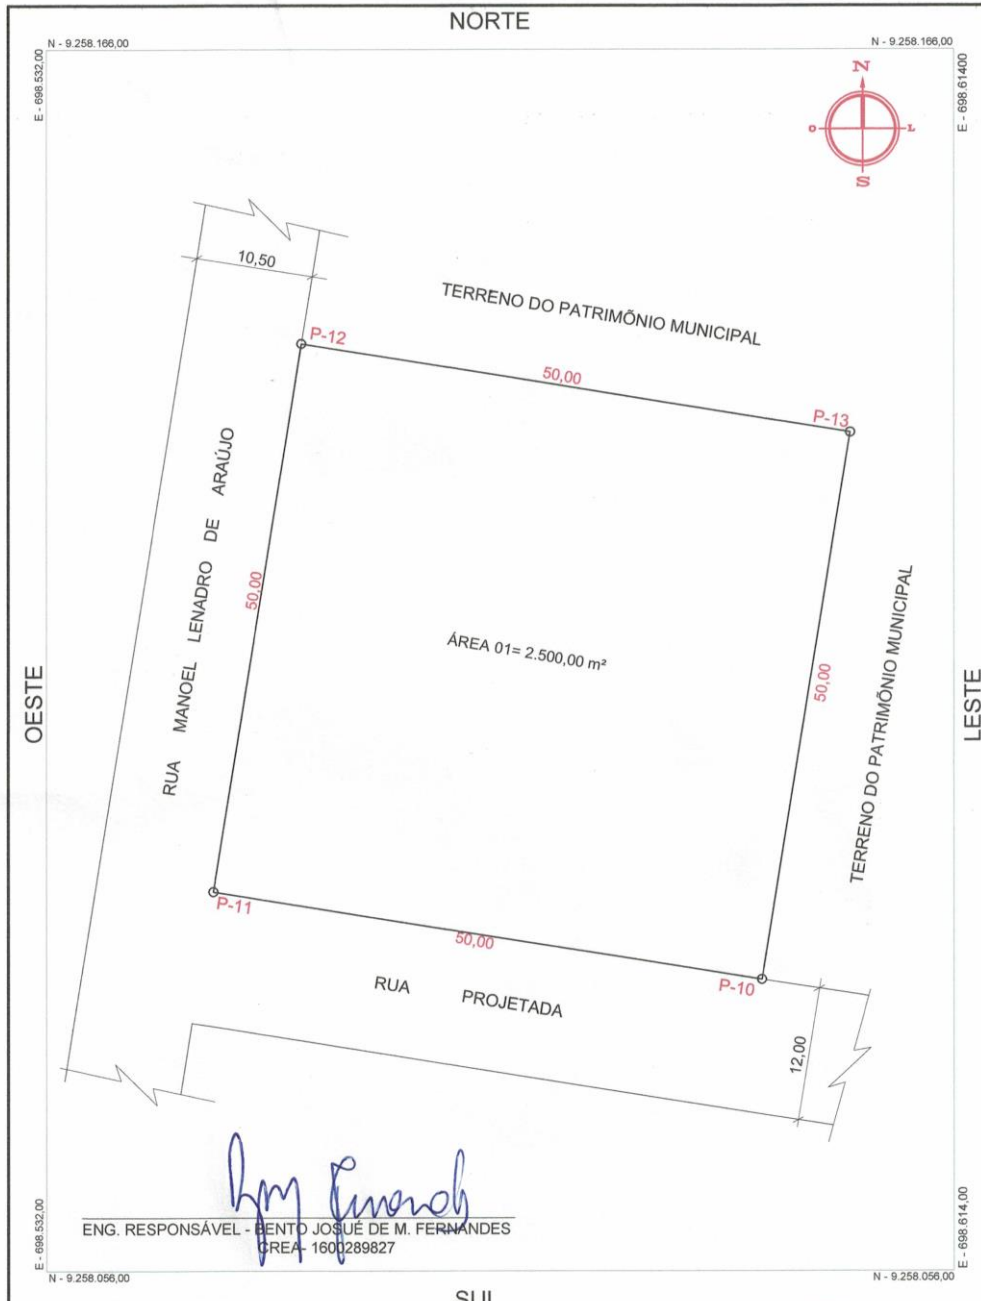 NORTE
N - 9.258.166,00
N - 9.258.166,00
E - 698.532,00
E - 698.61400
N
O
L
S
10,50
TERRENO DO PATRIMÕNIO MUNICIPAL
P-12
50,00
P-13
RUA MANOEL LENADRO DE ARAÚJO
50,00
ÁREA 01= 2.500,00 m²
50,00
TERRENO DO PATRIMÕNIO MUNICIPAL
OESTE
LESTE
P-11
50,00
P-10
RUA PROJETADA
12,00
ENG. RESPONSÁVEL - BENTO JOSUÉ DE M. FERNANDES
CREA- 1600289827
E - 698.532,00
E - 698.614,00
N - 9.258.056,00
N - 9.258.056,00
SUL